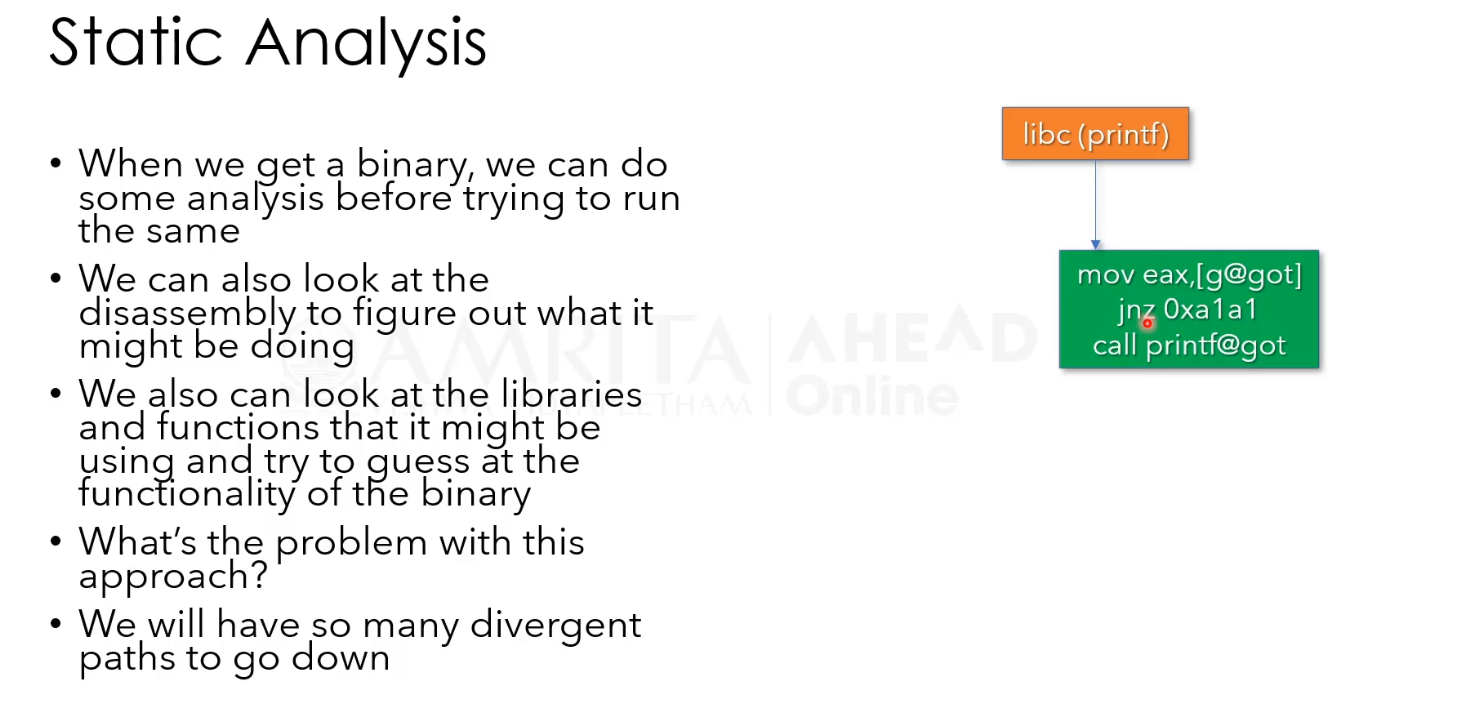 Static Analysis
• When we get a binary, we can do
some analysis before trying to run
the same
• We can also look at the
disassembly to figure out what it
might be doing
• We also can look at the libraries
and functions that it might be
using and try to guess at the
functionality of the binary
• What's the problem with this
approach?
• We will have so many divergent
paths to go down
libc (printf)
mov eax,[g@got]
jnz 0xa1a1
call printf@got
AMRITA
AHEAD
Online